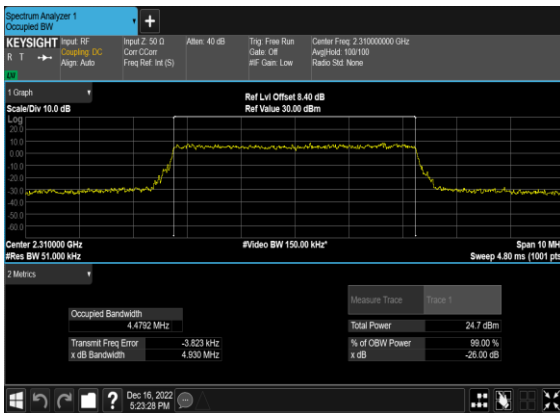 Spectrum Analyzer 1
Occupied BW
KEYSIGHT
R T
LV
Input: RF
Coupling: DC
Align: Auto
Input Z: 50 Ω
Corr CCorr
Freq Ref: Int (S)
Atten: 40 dB
Trig: Free Run
Gate: Off
#IF Gain: Low
Center Freq: 2.310000000 GHz
Avg|Hold: 100/100
Radio Std: None
1 Graph
Scale/Div 10.0 dB
Ref Lvl Offset 8.40 dB
Ref Value 30.00 dBm
Log
20.0
10.0
0.00
-10.0
-20.0
-30.0
-40.0
-50.0
-60.0
Center 2.310000 GHz
#Res BW 51.000 kHz
#Video BW 150.00 kHz*
Span 10 MH
Sweep 4.80 ms (1001 pts
2 Metrics
Measure Trace Trace 1
Occupied Bandwidth
4.4792 MHz
Total Power 24.7 dBm
Transmit Freq Error -3.823 kHz
% of OBW Power 99.00 %
x dB Bandwidth 4.930 MHz
x dB -26.00 dB
Dec 16, 2022
5:23:28 PM